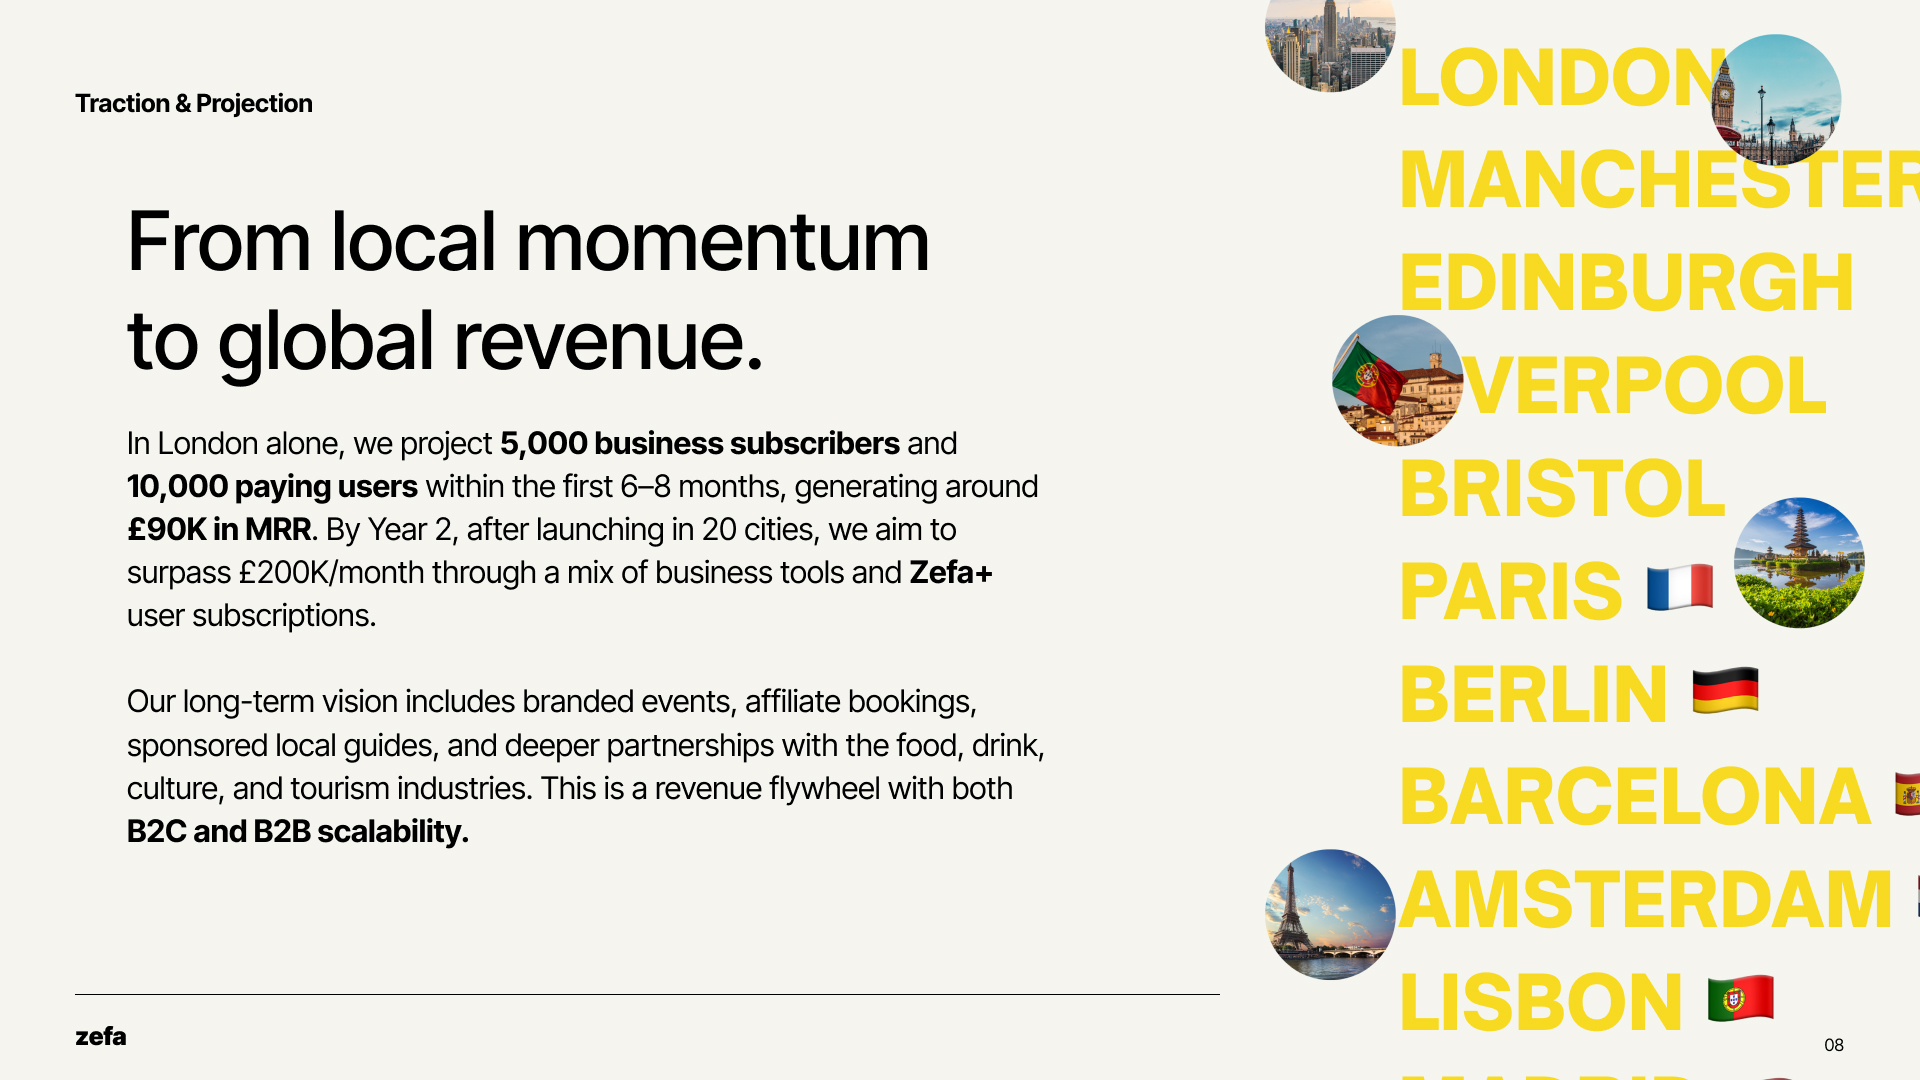 Traction & Projection
From local momentum
to global revenue.
In London alone, we project 5,000 business subscribers and
10,000 paying users within the first 6–8 months, generating around
£90K in MRR. By Year 2, after launching in 20 cities, we aim to
surpass £200K/month through a mix of business tools and Zefa+
user subscriptions.
Our long-term vision includes branded events, affiliate bookings,
sponsored local guides, and deeper partnerships with the food, drink,
culture, and tourism industries. This is a revenue flywheel with both
B2C and B2B scalability.
LONDON
MANCHESTER
EDINBURGH
VERPOOL
BRISTOL
PARIS 🇫🇷
BERLIN 🇩🇪
BARCELONA 🇪🇸
AMSTERDAM
LISBON 🇵🇹
zefa
08